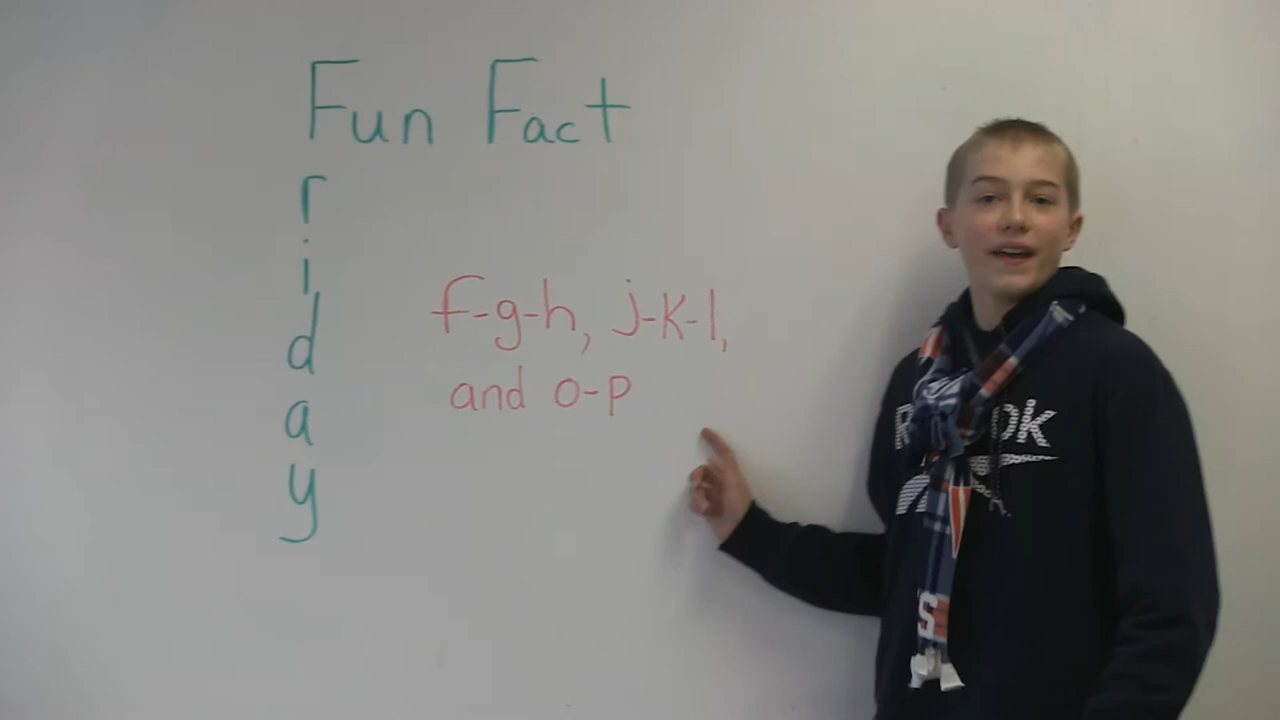 Fun Fact
r
i
d
a
y
f-g-h, j-k-l,
and o-p
S